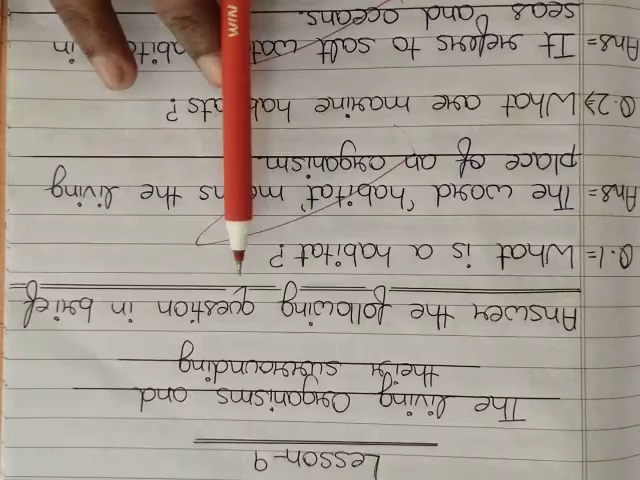 Lesson-9
The living organisms and
their surrounding
Answer the following question in brief
Q.1= What is a habitat?
Ans= The word 'habitat' means the living
place of an organism.
Q.2⇒ What are marine habitats?
Ans= It refers to salt in
seas and oceans.
NIM